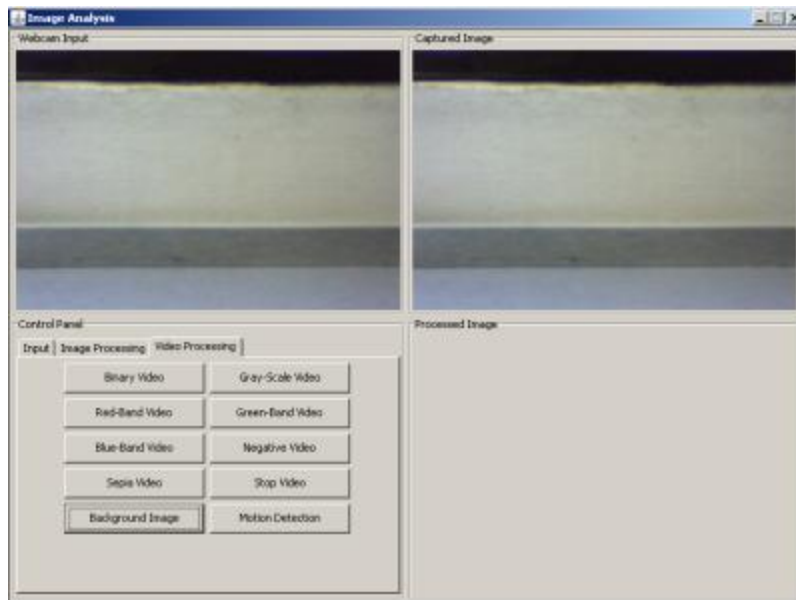 Image Analysis
Webcam Input
Captured Image
Control Panel
Processed Image
Input
Image Processing
Video Processing
Binary Video
Gray-Scale Video
Red-Band Video
Green-Band Video
Blue-Band Video
Negative Video
Sepia Video
Stop Video
Background Image
Motion Detection